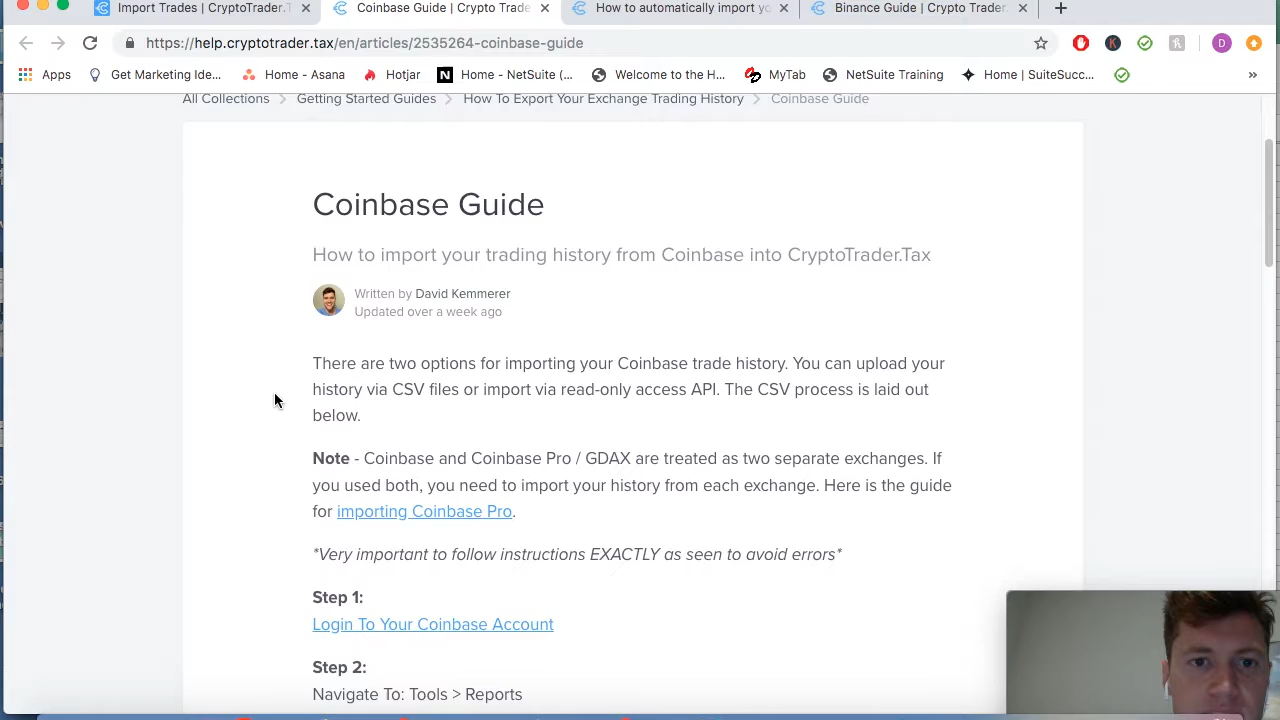 Import Trades | CryptoTrader.T
Coinbase Guide | Crypto Trade
How to automatically import yo
Binance Guide | Crypto Trader.
https://help.cryptotrader.tax/en/articles/2535264-coinbase-guide
K
D
Apps
Get Marketing Ide...
Home - Asana
Hotjar
N
Home - NetSuite (...
Welcome to the H...
MyTab
NetSuite Training
Home | SuiteSucc...
»
All Collections
Getting Started Guides
How To Export Your Exchange Trading History
Coinbase Guide
Coinbase Guide
How to import your trading history from Coinbase into CryptoTrader.Tax
Written by David Kemmerer
Updated over a week ago
There are two options for importing your Coinbase trade history. You can upload your
history via CSV files or import via read-only access API. The CSV process is laid out
below.
Note - Coinbase and Coinbase Pro / GDAX are treated as two separate exchanges. If
you used both, you need to import your history from each exchange. Here is the guide
for importing Coinbase Pro.
*Very important to follow instructions EXACTLY as seen to avoid errors*
Step 1:
Login To Your Coinbase Account
Step 2:
Navigate To: Tools > Reports